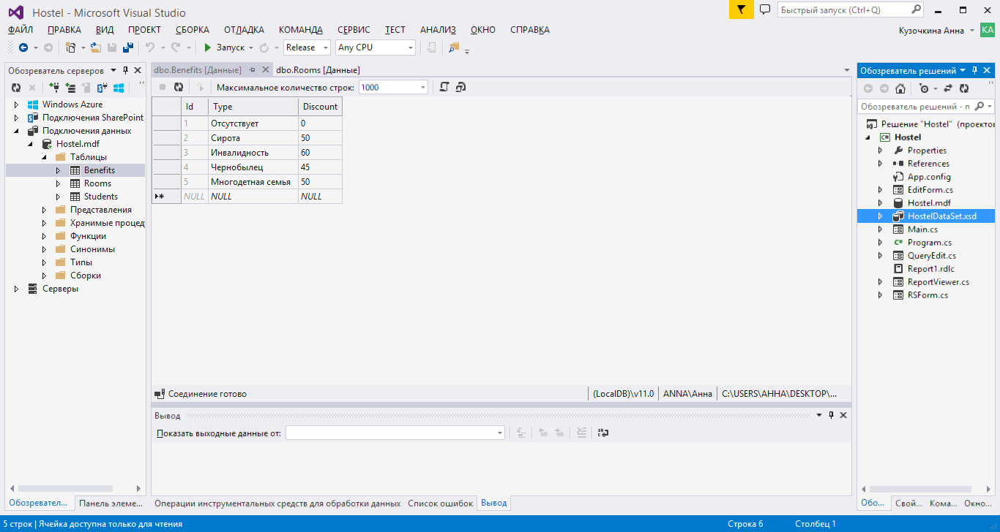 Hostel - Microsoft Visual Studio
Быстрый запуск (Ctrl+Q)
ФАЙЛ ПРАВКА ВИД ПРОЕКТ СБОРКА ОТЛАДКА КОМАНДА СЕРВИС ТЕСТ АНАЛИЗ ОКНО СПРАВКА
Кузочкина Анна
КА
Запуск Release Any CPU
Обозреватель серверов
Windows Azure
Подключения SharePoint
Подключения данных
Hostel.mdf
Таблицы
Benefits
Rooms
Students
Представления
Хранимые процед
Функции
Синонимы
Типы
Сборки
Серверы
Обозревател... Панель элеме...
dbo.Benefits [Данные] dbo.Rooms [Данные]
Максимальное количество строк: 1000
Id Type Discount
1 Отсутствует 0
2 Сирота 50
3 Инвалидность 60
4 Чернобылец 45
5 Многодетная семья 50
NULL NULL NULL
Соединение готово (LocalDB)\v11.0 ANNA\Анна C:\USERS\АННА\DESKTOP\...
Вывод
Показать выходные данные от:
Операции инструментальных средств для обработки данных Список ошибок Вывод
Обозреватель решений
Обозреватель решений - п
Решение "Hostel" (проектов
Hostel
Properties
References
App.config
EditForm.cs
Hostel.mdf
HostelDataSet.xsd
Main.cs
Program.cs
QueryEdit.cs
Report1.rdlc
ReportViewer.cs
RSForm.cs
Обо... Свой... Кома... Окно...
5 строк | Ячейка доступна только для чтения Строка 6 Столбец 1